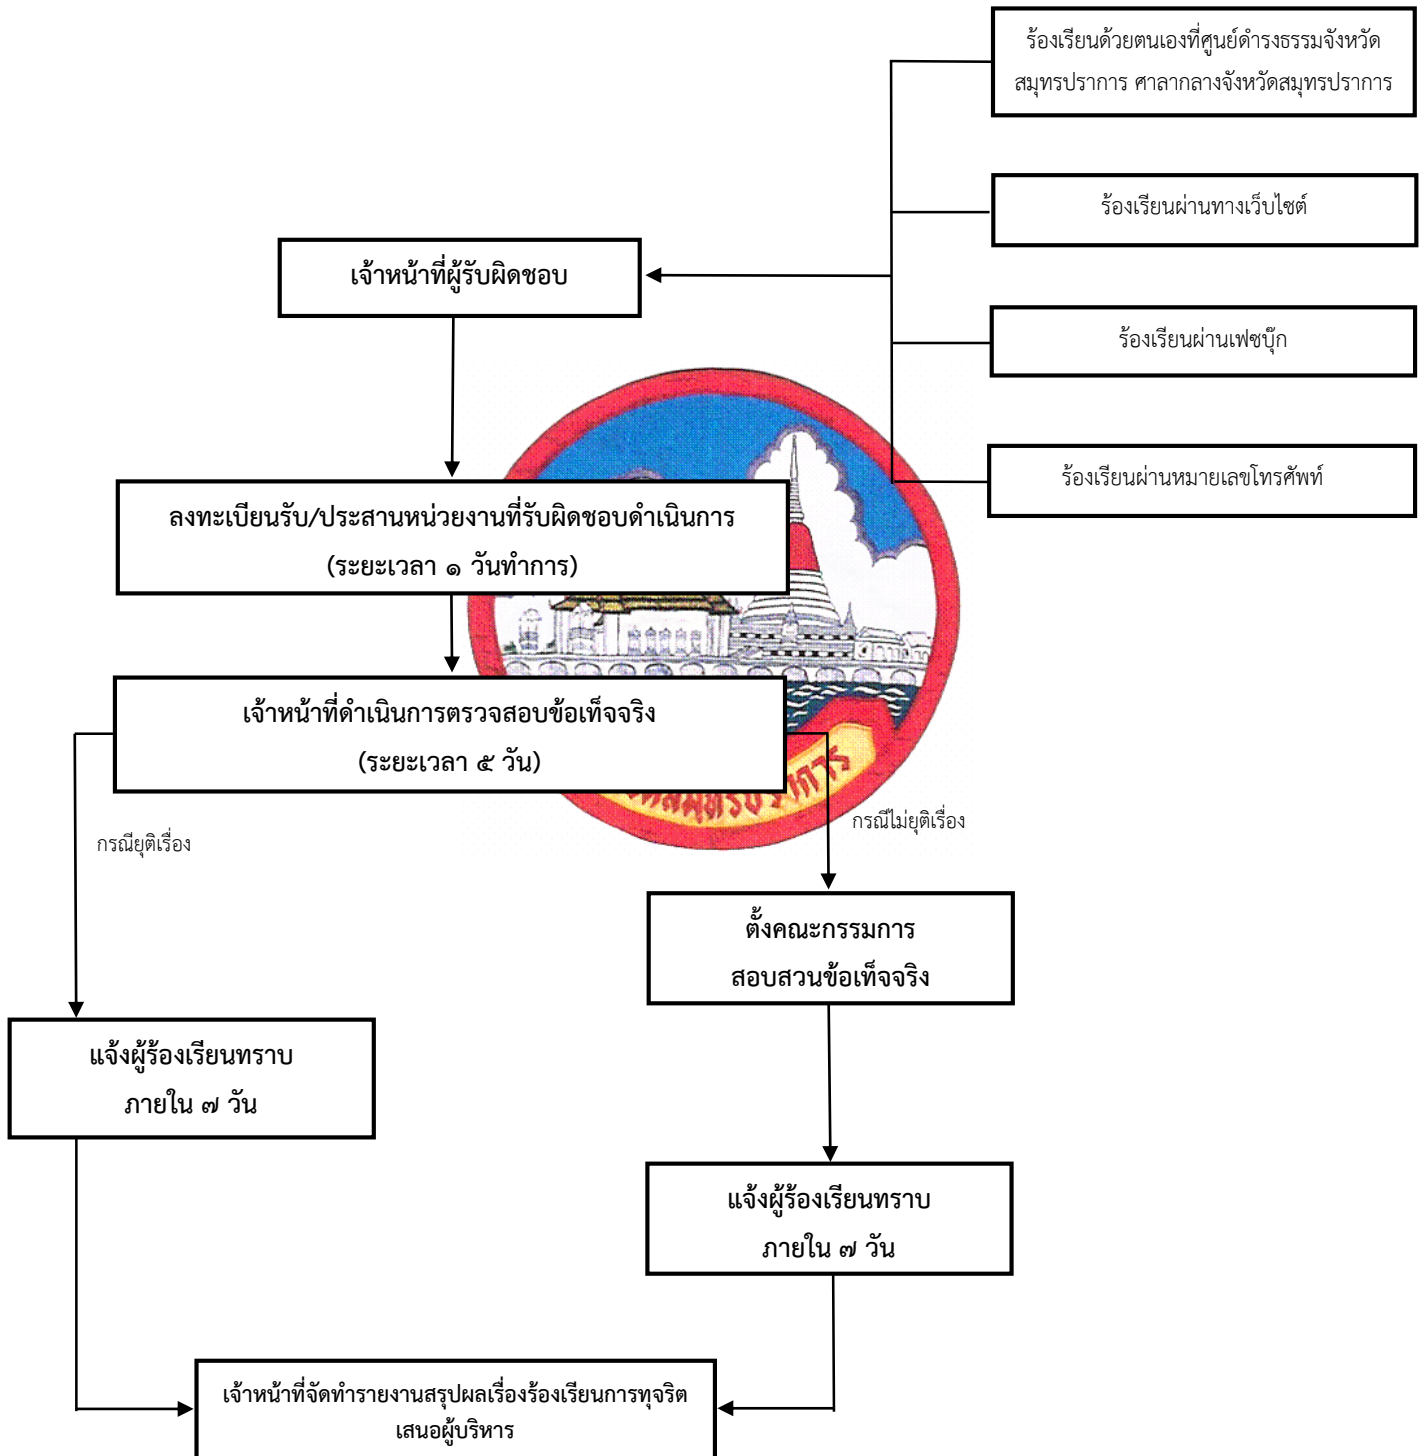 ร้องเรียนด้วยตนเองที่ศูนย์ดำรงธรรมจังหวัด
สมุทรปราการ ศาลากลางจังหวัดสมุทรปราการ
ร้องเรียนผ่านทางเว็บไซต์
เจ้าหน้าที่ผู้รับผิดชอบ
ร้องเรียนผ่านเฟซบุ๊ก
ร้องเรียนผ่านหมายเลขโทรศัพท์
ลงทะเบียนรับ/ประสานหน่วยงานที่รับผิดชอบดำเนินการ
(ระยะเวลา ๑ วันทำการ)
เจ้าหน้าที่ดำเนินการตรวจสอบข้อเท็จจริง
(ระยะเวลา ๕ วัน)
กรณียุติเรื่อง
กรณีไม่ยุติเรื่อง
ตั้งคณะกรรมการ
สอบสวนข้อเท็จจริง
แจ้งผู้ร้องเรียนทราบ
ภายใน ๗ วัน
แจ้งผู้ร้องเรียนทราบ
ภายใน ๗ วัน
เจ้าหน้าที่จัดทำรายงานสรุปผลเรื่องร้องเรียนการทุจริต
เสนอผู้บริหาร